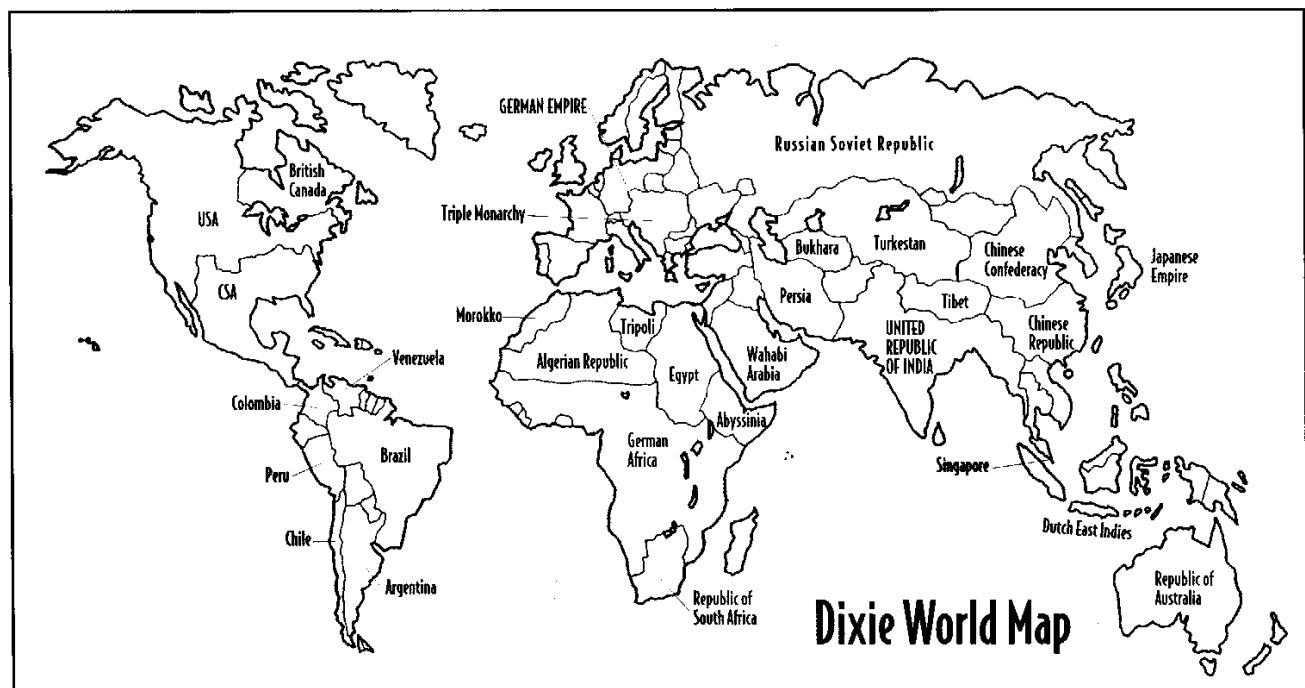 GERMAN EMPIRE
Russian Soviet Republic
British
Canada
USA
Triple Monarchy
Bukhara
Turkestan
Chinese
Confederacy
Japanese
Empire
CSA
Persia
Tibet
Morokko
Tripoli
Chinese
Republic
UNITED
REPUBLIC
OF INDIA
Venezuela
Algerian Republic
Egypt
Wahabi
Arabia
Colombia
Abyssinia
Brazil
German
Africa
Peru
Singapore
Dutch East Indies
Chile
Argentina
Republic of
South Africa
Republic of
Australia
Dixie World Map